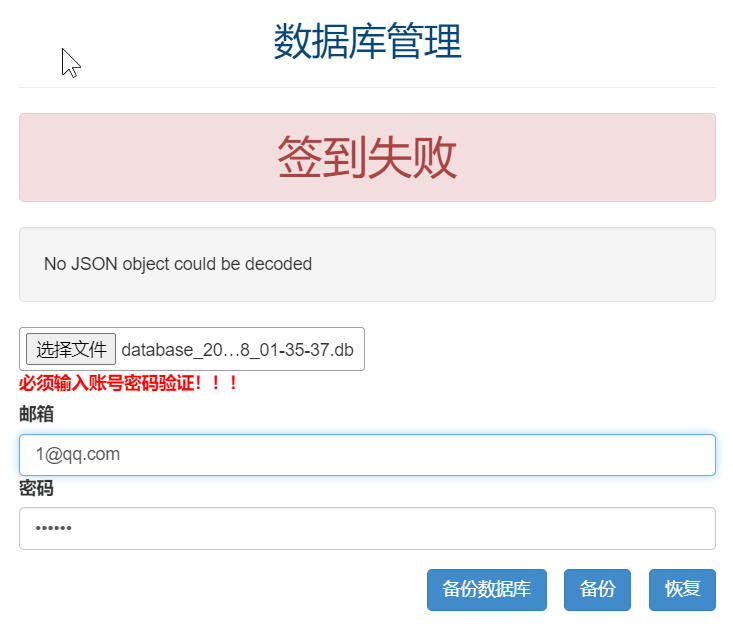 数据库管理
签到失败
No JSON object could be decoded
选择文件 database_20…8_01-35-37.db
必须输入账号密码验证！！！
邮箱
1@qq.com
密码
••••••
备份数据库 备份 恢复